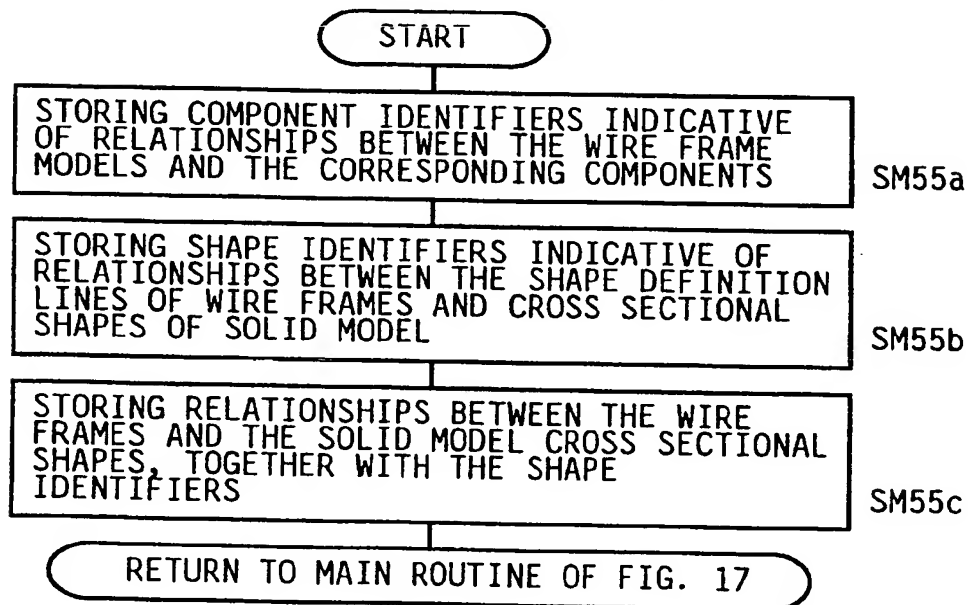 START
STORING COMPONENT IDENTIFIERS INDICATIVE
OF RELATIONSHIPS BETWEEN THE WIRE FRAME
MODELS AND THE CORRESPONDING COMPONENTS
SM55a
STORING SHAPE IDENTIFIERS INDICATIVE OF
RELATIONSHIPS BETWEEN THE SHAPE DEFINITION
LINES OF WIRE FRAMES AND CROSS SECTIONAL
SHAPES OF SOLID MODEL
SM55b
STORING RELATIONSHIPS BETWEEN THE WIRE
FRAMES AND THE SOLID MODEL CROSS SECTIONAL
SHAPES, TOGETHER WITH THE SHAPE
IDENTIFIERS
SM55c
RETURN TO MAIN ROUTINE OF FIG. 17